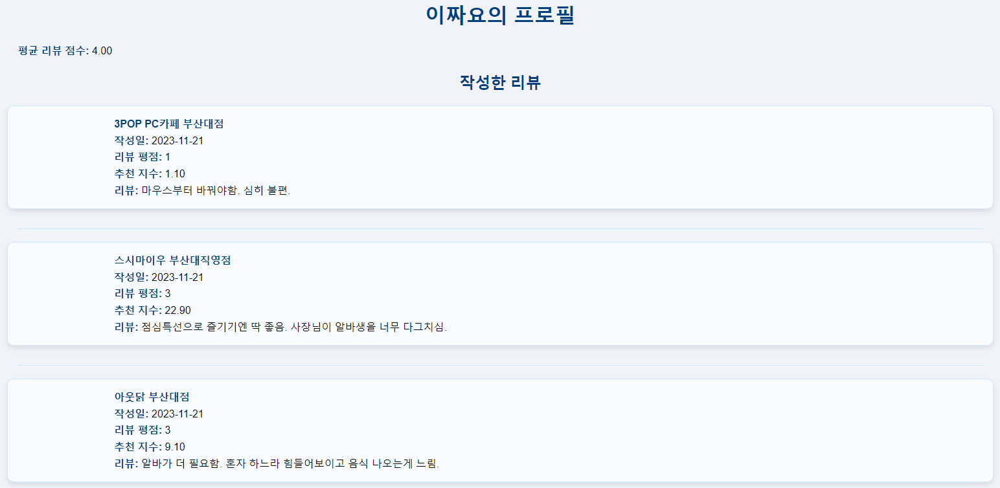 이짜요의 프로필
평균 리뷰 점수: 4.00
작성한 리뷰
3POP PC카페 부산대점
작성일: 2023-11-21
리뷰 평점: 1
추천 지수: 1.10
리뷰: 마우스부터 바꿔야함. 심히 불편.
스시마이우 부산대직영점
작성일: 2023-11-21
리뷰 평점: 3
추천 지수: 22.90
리뷰: 점심특선으로 즐기기엔 딱 좋음. 사장님이 알바생을 너무 다그치심.
아웃닭 부산대점
작성일: 2023-11-21
리뷰 평점: 3
추천 지수: 9.10
리뷰: 알바가 더 필요함. 혼자 하느라 힘들어보이고 음식 나오는게 느림.